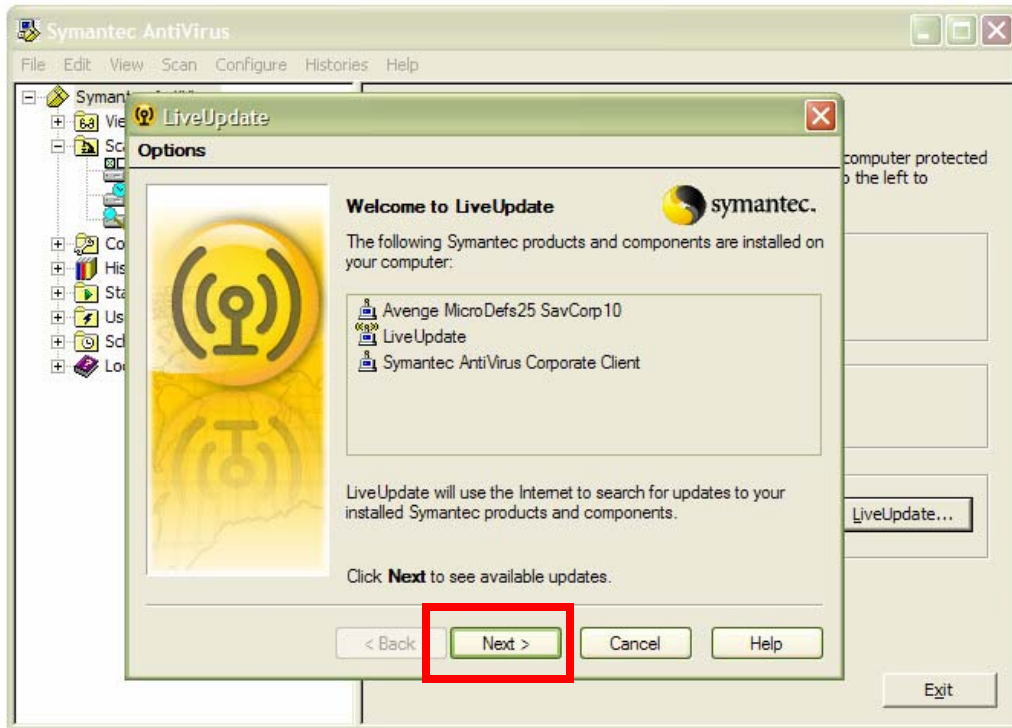 Symantec AntiVirus
File Edit View Scan Configure Histories Help
LiveUpdate
Options
Welcome to LiveUpdate
symantec.
The following Symantec products and components are installed on
your computer:
Avenge MicroDefs25 SavCorp10
LiveUpdate
Symantec AntiVirus Corporate Client
LiveUpdate will use the Internet to search for updates to your
installed Symantec products and components.
Click Next to see available updates.
< Back Next > Cancel Help
computer protected
the left to
LiveUpdate...
Exit